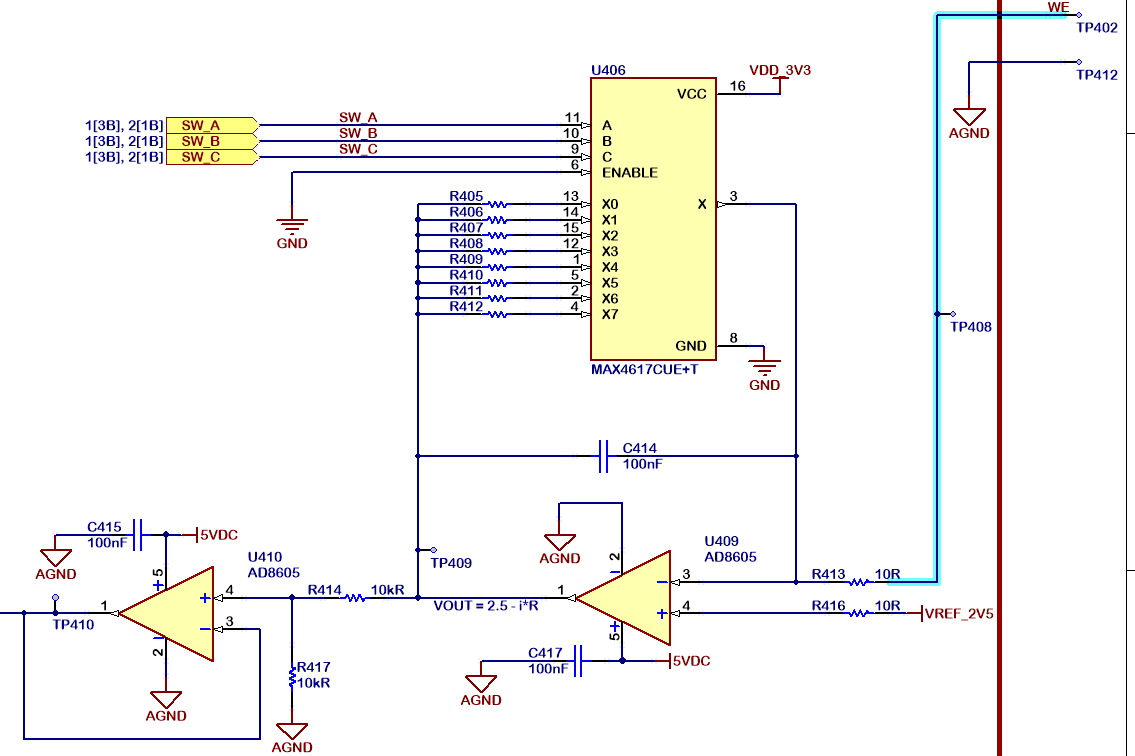 WE
TP402
TP412
AGND
U406
VDD_3V3
VCC 16
1[3B], 2[1B] SW_A SW_A 11 A
1[3B], 2[1B] SW_B SW_B 10 B
1[3B], 2[1B] SW_C SW_C 9 C
6 ENABLE
GND
R405 13 X0 X 3
R406 14 X1
R407 15 X2
R408 12 X3
R409 1 X4
R410 5 X5
R411 2 X6
R412 4 X7
TP408
GND 8
MAX4617CUE+T
GND
C414
100nF
C415
100nF
5VDC
AGND
U410
AD8605
5
+
4
+
1
TP410
3
−
2
−
AGND
R414 10kR
R417
10kR
AGND
TP409
VOUT = 2.5 - i*R
AGND
U409
AD8605
2
−
3
−
1
4
+
5
+
R413 10R
R416 10R
VREF_2V5
C417
100nF
5VDC
AGND